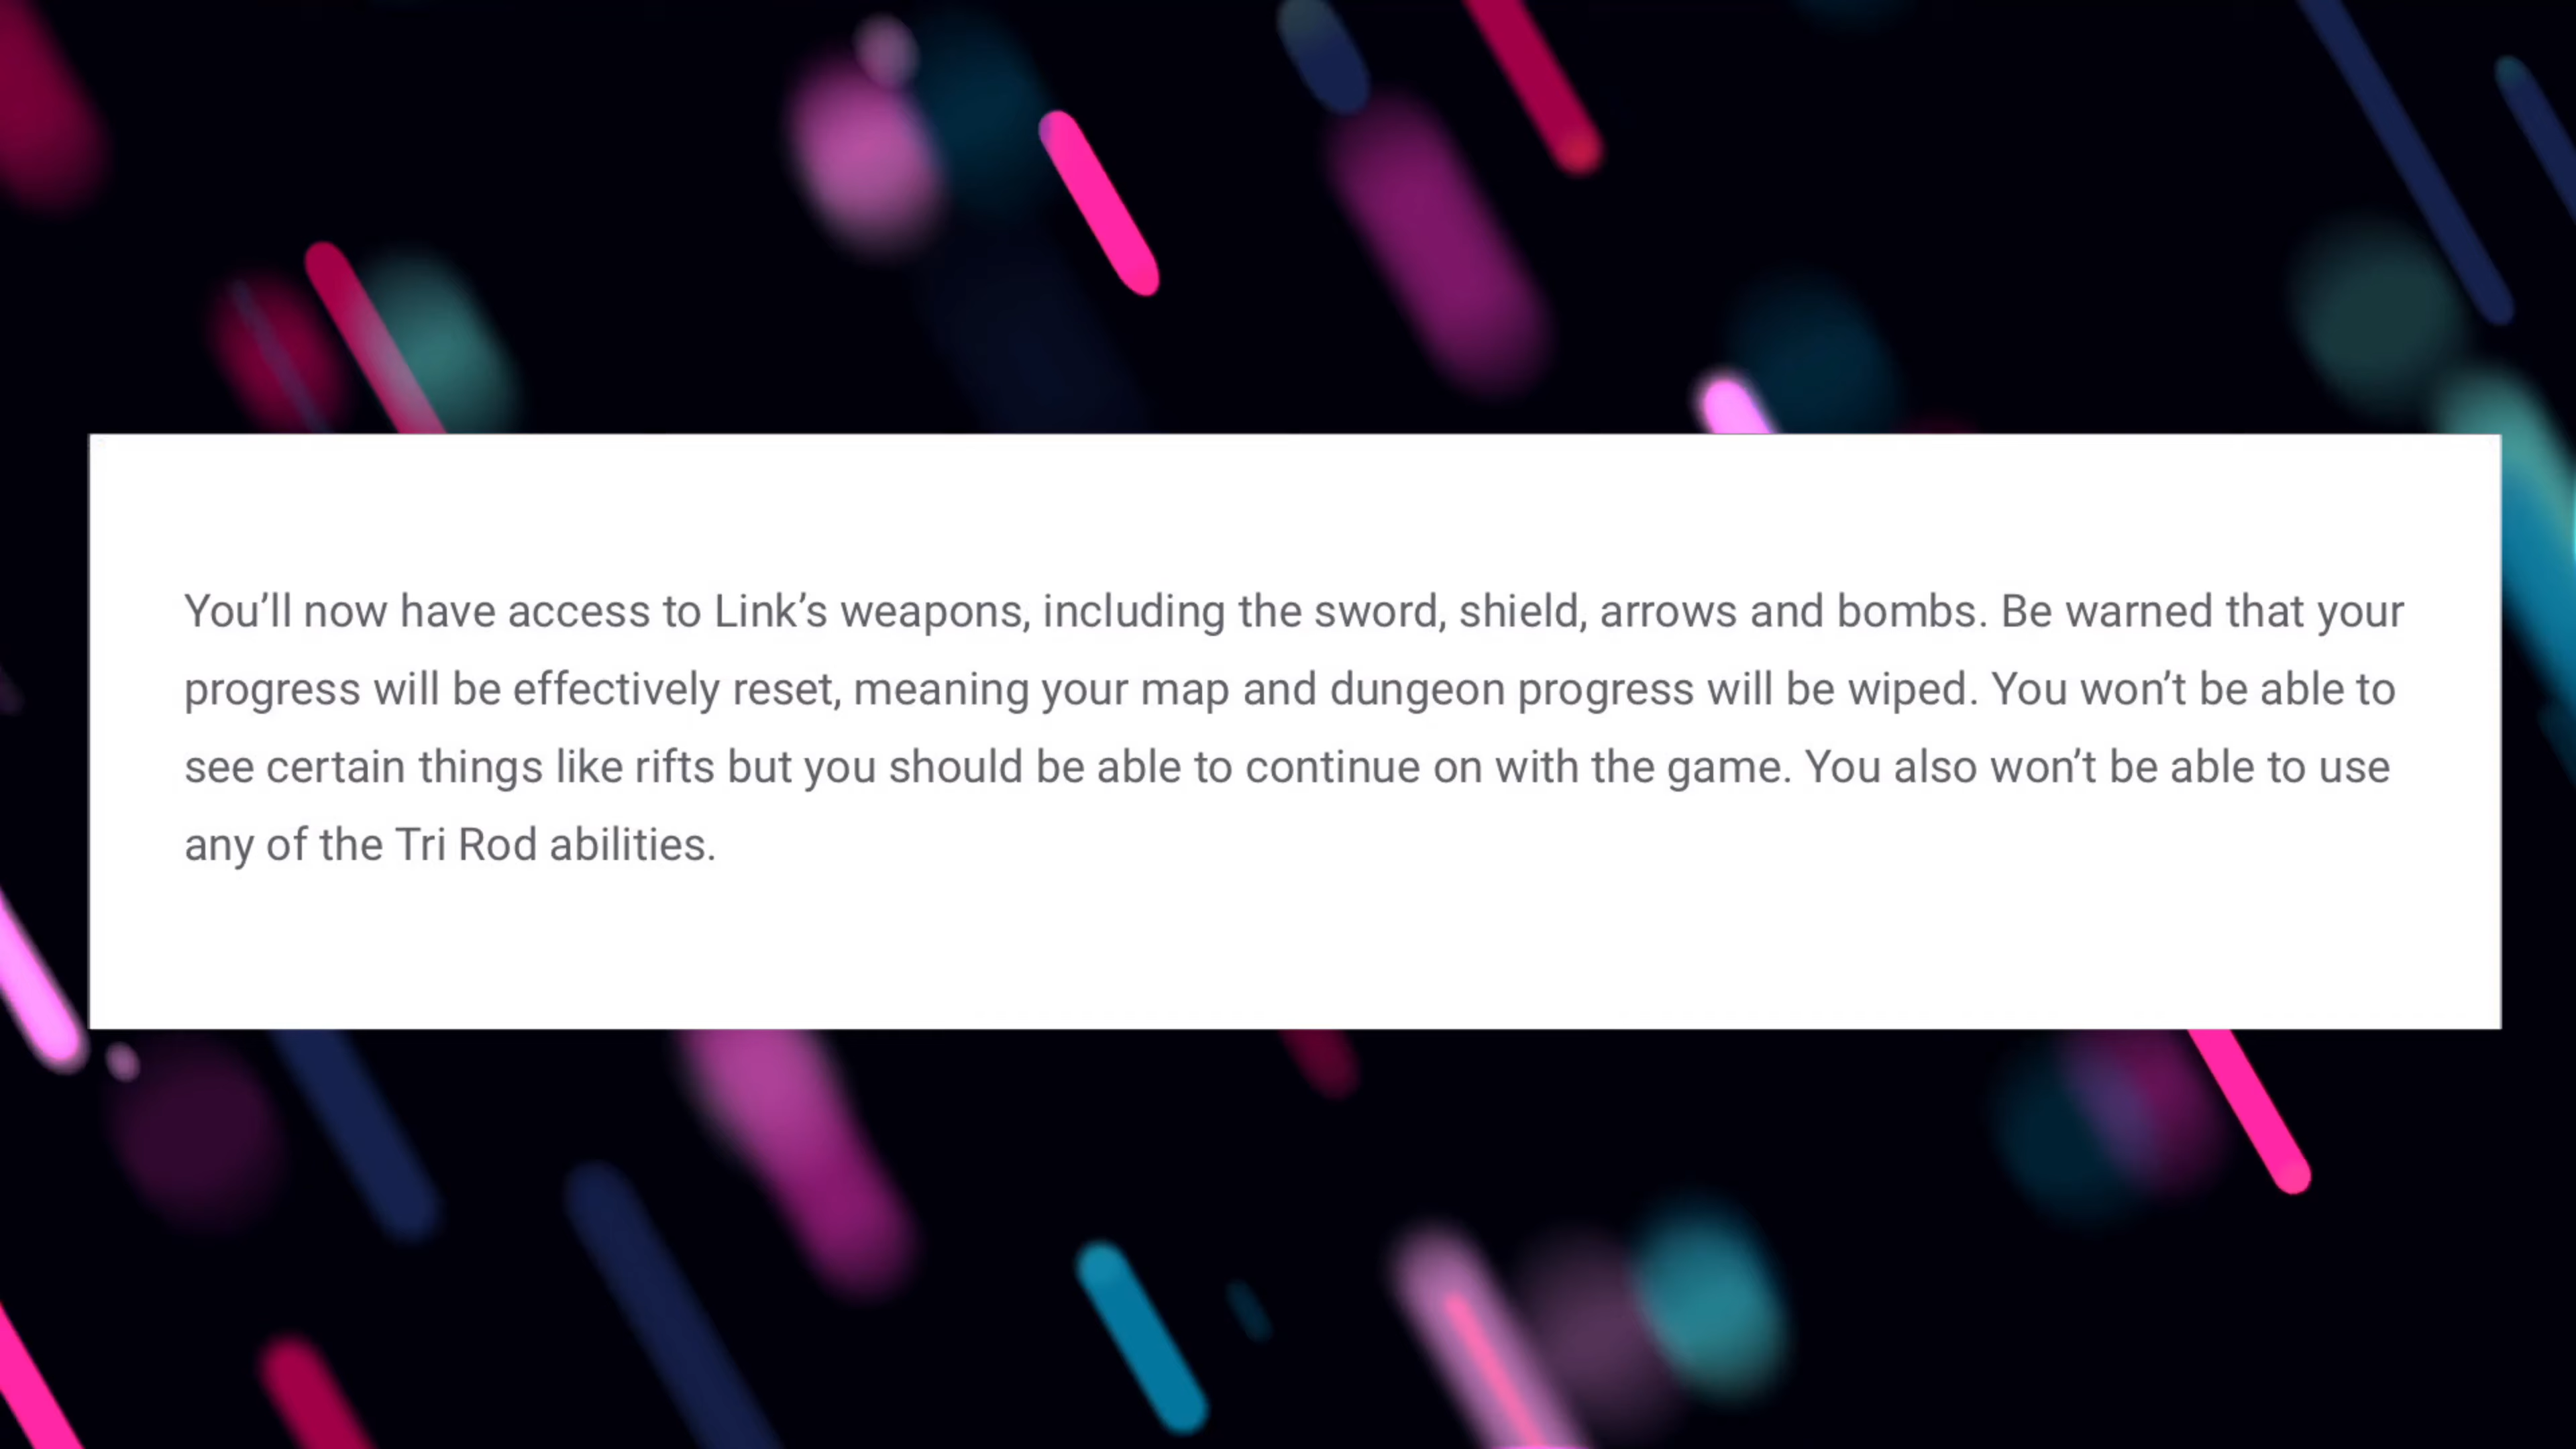 You’ll now have access to Link’s weapons, including the sword, shield, arrows and bombs. Be warned that your
progress will be effectively reset, meaning your map and dungeon progress will be wiped. You won’t be able to
see certain things like rifts but you should be able to continue on with the game. You also won’t be able to use
any of the Tri Rod abilities.